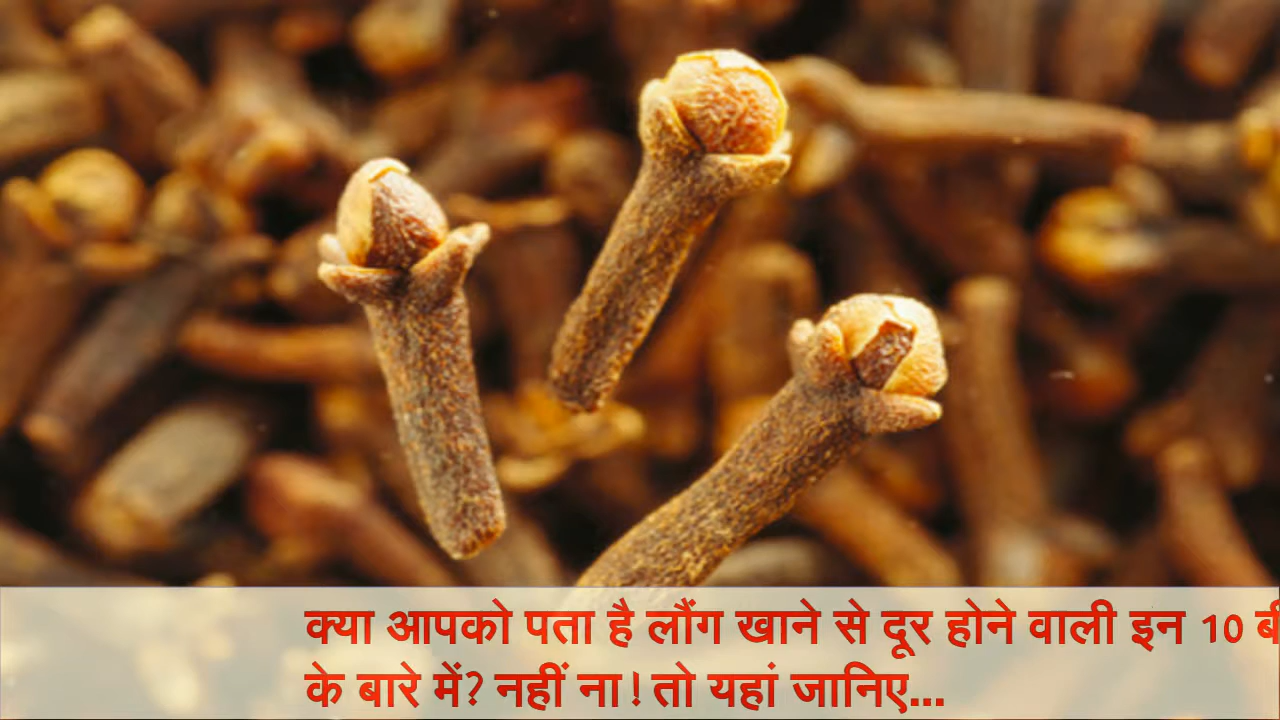 क्या आपको पता है लौंग खाने से दूर होने वाली इन 10
के बारे में? नहीं ना! तो यहां जानिए...